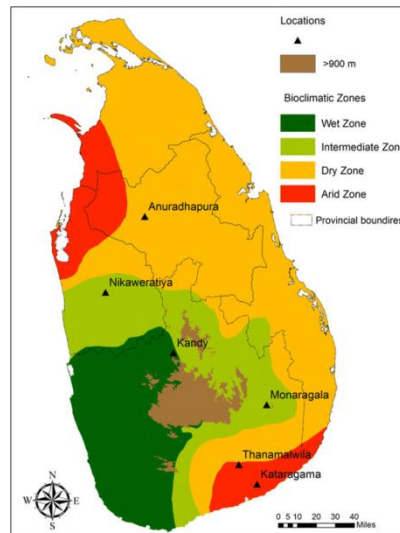 Locations
>900 m
Bioclimatic Zones
Wet Zone
Intermediate Zone
Dry Zone
Arid Zone
Provincial boundires
Anuradhapura
Nikaweratiya
Kandy
Monaragala
Thanamalwila
Kataragama
N
W E
S
0 5 10 20 30 40
Miles